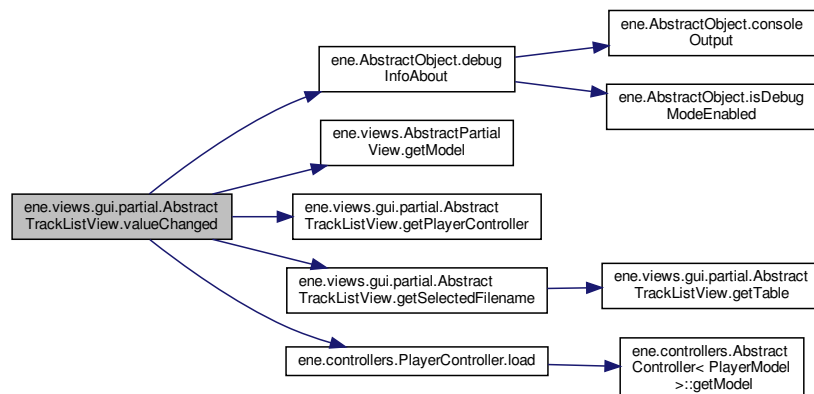 ene.AbstractObject.console
Output
ene.AbstractObject.debug
InfoAbout
ene.AbstractObject.isDebug
ModeEnabled
ene.views.AbstractPartial
View.getModel
ene.views.gui.partial.Abstract
TrackListView.valueChanged
ene.views.gui.partial.Abstract
TrackListView.getPlayerController
ene.views.gui.partial.Abstract
TrackListView.getSelectedFilename
ene.views.gui.partial.Abstract
TrackListView.getTable
ene.controllers.PlayerController.load
ene.controllers.Abstract
Controller< PlayerModel
>::getModel